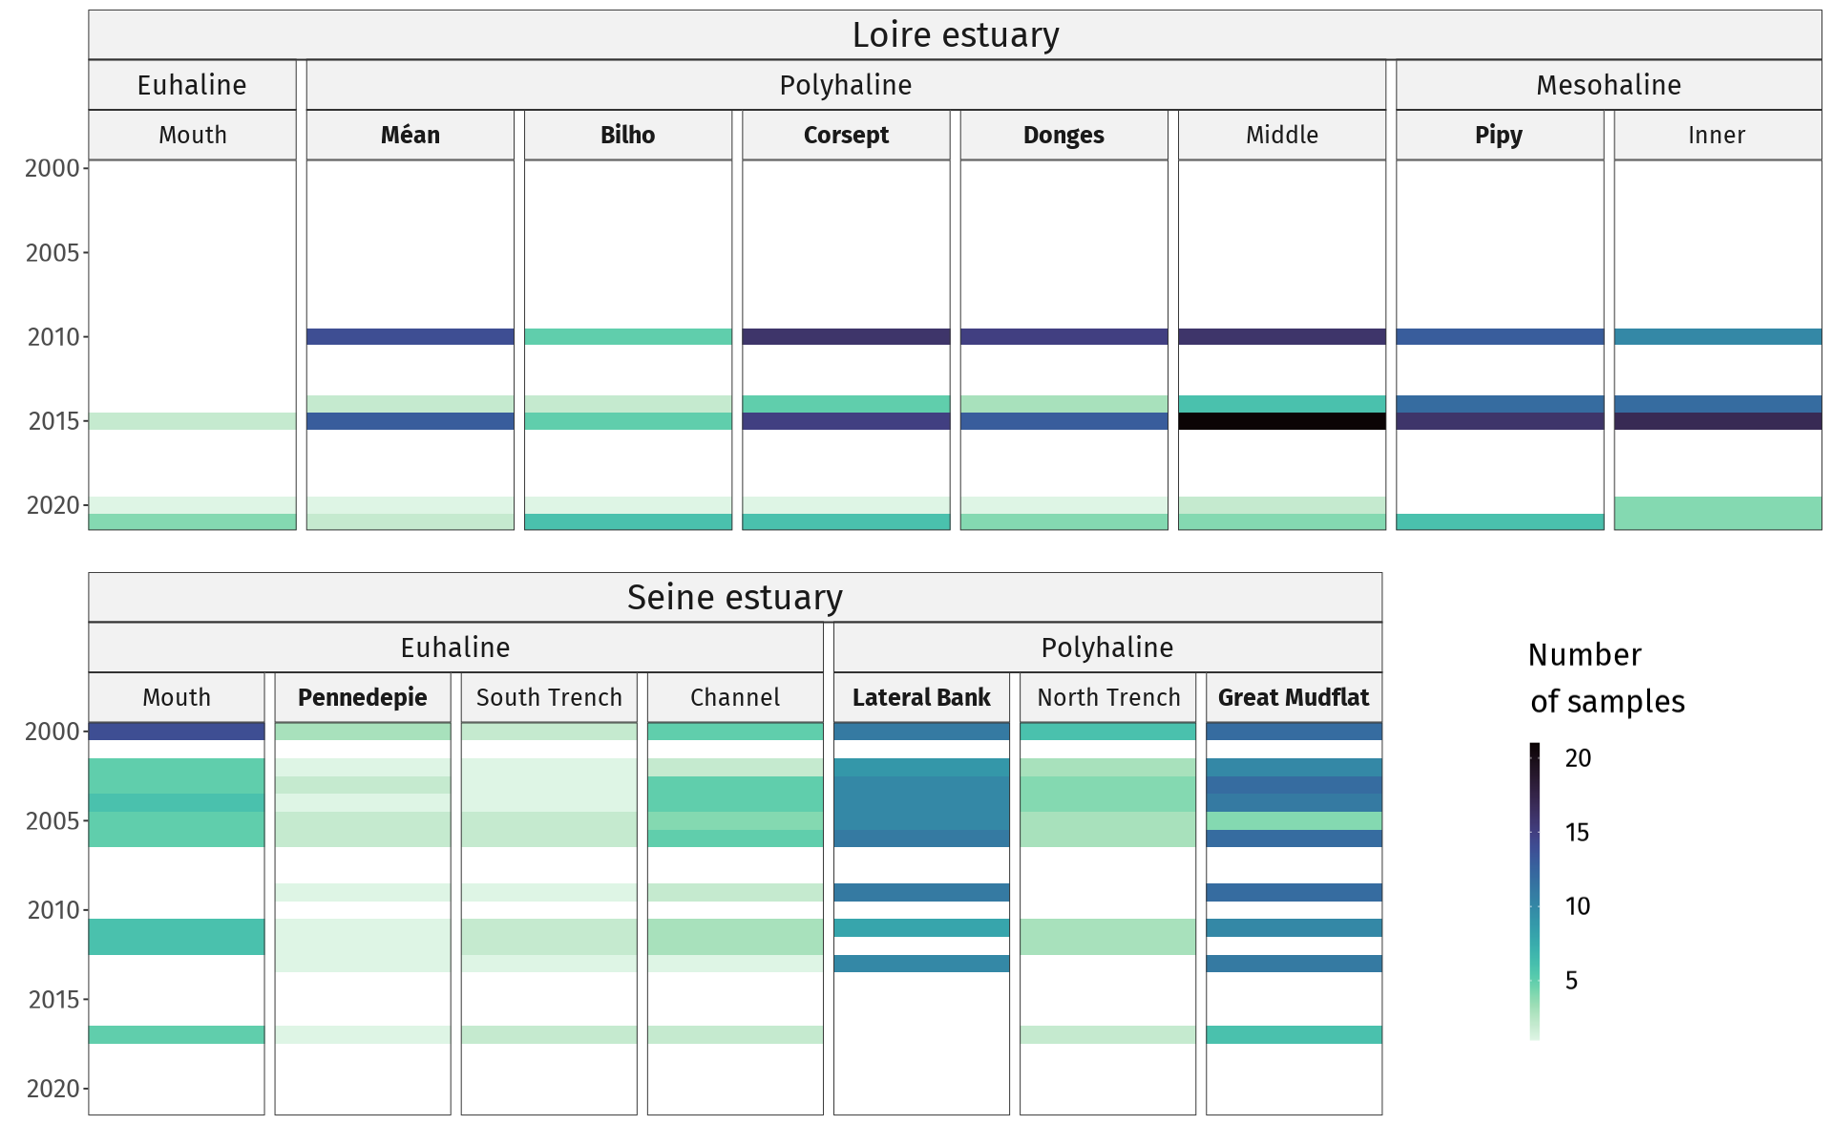 Loire estuary
Euhaline Polyhaline Mesohaline
Mouth Méan Bilho Corsept Donges Middle Pipy Inner
2000
2005
2010
2015
2020
Seine estuary
Euhaline Polyhaline
Mouth Pennedepie South Trench Channel Lateral Bank North Trench Great Mudflat
2000
2005
2010
2015
2020
Number
of samples
20
15
10
5